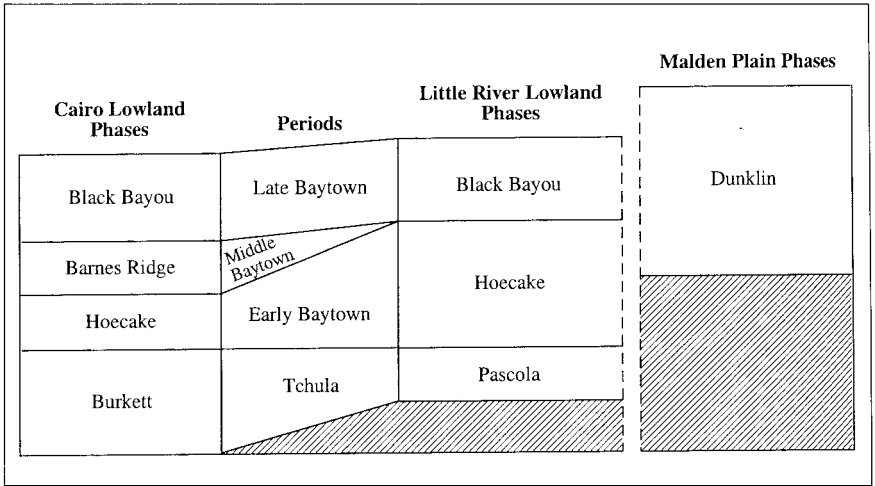 Malden Plain Phases
Little River Lowland
Phases
Cairo Lowland
Phases
Periods
Black Bayou
Late Baytown
Black Bayou
Dunklin
Barnes Ridge
Middle
Baytown
Hoecake
Hoecake
Early Baytown
Burkett
Tchula
Pascola